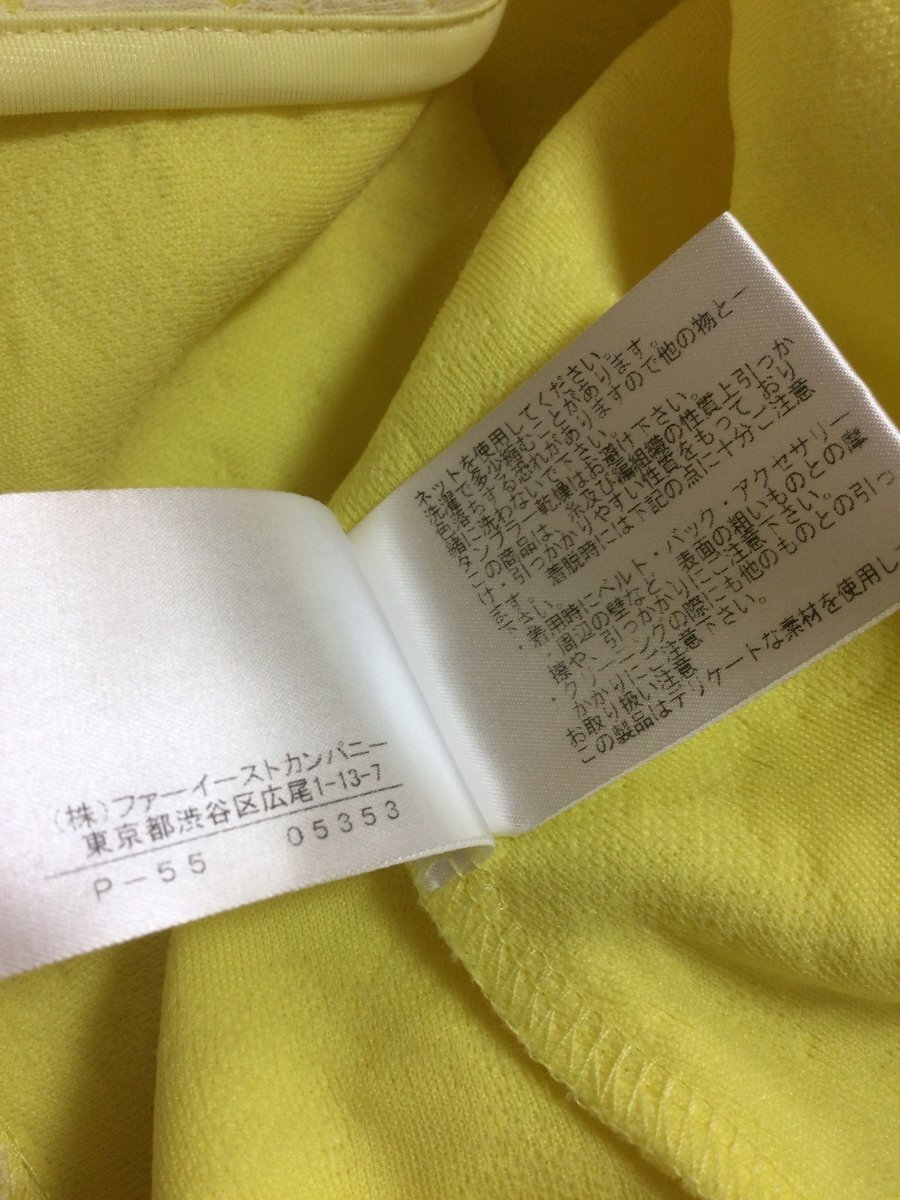 ネットを使用してください。
洗濯で多少縮むことがあります。
色落ちする恐れがありますので他の物と一
緒に洗わないで下さい。
タンブラー乾燥はお避け下さい。
この商品は、糸及び編組織の性質上引っか
け・引っかかりやすい性質をもっており
ます。着脱時には下記の点に十分ご注意
下さい。
・着用時にベルト・バック・アクセサリー
・周辺の壁など、表面の粗いものとの摩
擦や、引っかかりにご注意下さい。
・クリーニングの際にも他のものとの引っ
かかりにご注意下さい。
お取り扱い注意
この製品はデリケートな素材を使用し
(株)ファーイーストカンパニー
東京都渋谷区広尾1-13-7
P-55 05353